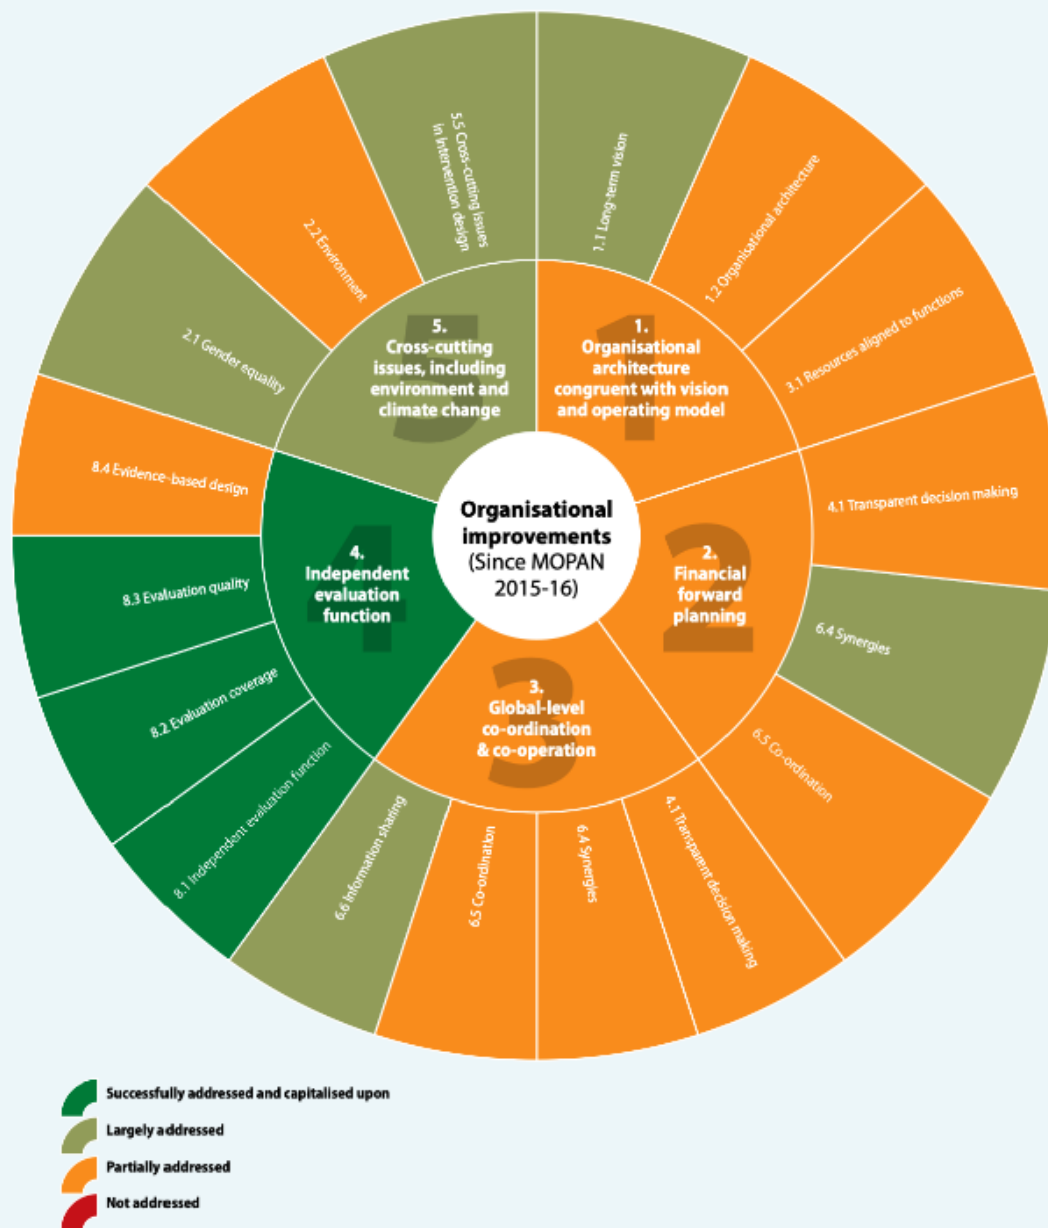 5.5 Cross-cutting issues
in Intervention design
1.1 Long-term vision
1.2 Organisational architecture
3.1 Resources aligned to functions
4.1 Transparent decision making
6.4 Synergies
6.5 Co-ordination
4.1 Transparent decision making
6.4 Synergies
6.5 Co-ordination
6.6 Information sharing
8.1 Independent evaluation function
8.2 Evaluation coverage
8.3 Evaluation quality
8.4 Evidence-based design
2.1 Gender equality
2.2 Environment
1
1.
Organisational
architecture
congruent with vision
and operating model
2
2.
Financial
forward
planning
3
3.
Global-level
co-ordination
& co-operation
4
4.
Independent
evaluation
function
5
5.
Cross-cutting
issues, including
environment and
climate change
Organisational
improvements
(Since MOPAN
2015-16)
Successfully addressed and capitalised upon
Largely addressed
Partially addressed
Not addressed